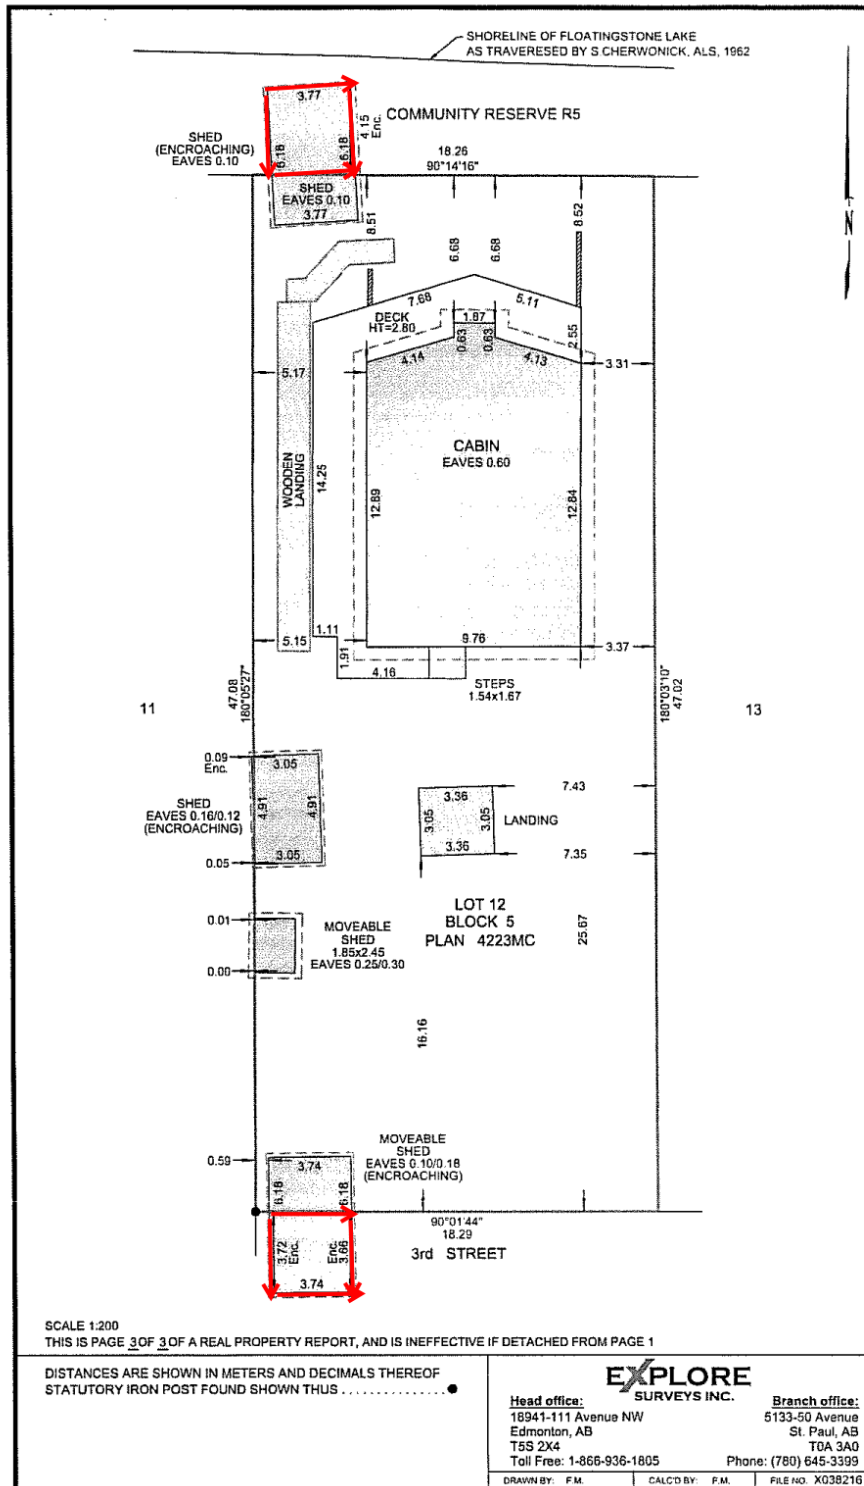 SHORELINE OF FLOATINGSTONE LAKE
AS TRAVERESED BY S CHERWONICK, ALS, 1962
3.77
4.15
Enc.
COMMUNITY RESERVE R5
SHED
(ENCROACHING)
EAVES 0.10
6.18
6.18
18.26
90°14'16"
SHED
EAVES 0.10
3.77
8.51
6.68
6.68
8.52
N
7.68
5.11
DECK
HT=2.80
1.87
0.63
0.63
2.55
4.14
4.13
3.31
5.17
CABIN
EAVES 0.60
WOODEN
LANDING
14.25
12.89
12.84
5.15
1.11
9.76
3.37
1.91
4.16
STEPS
1.54x1.67
47.08
180°05'27"
180°03'10"
47.02
11
13
0.09
Enc.
3.05
7.43
3.36
SHED
EAVES 0.16/0.12
(ENCROACHING)
4.91
4.91
3.05
3.05
LANDING
0.05
3.05
3.36
7.35
LOT 12
BLOCK 5
PLAN 4223MC
0.01
MOVEABLE
SHED
1.85x2.45
EAVES 0.25/0.30
25.67
0.00
16.16
MOVEABLE
SHED
EAVES 0.10/0.18
(ENCROACHING)
0.59
3.74
6.18
6.18
90°01'44"
18.29
3rd STREET
3.72
Enc.
Enc.
3.66
3.74
SCALE 1:200
THIS IS PAGE 3 OF 3 OF A REAL PROPERTY REPORT, AND IS INEFFECTIVE IF DETACHED FROM PAGE 1
DISTANCES ARE SHOWN IN METERS AND DECIMALS THEREOF
STATUTORY IRON POST FOUND SHOWN THUS . . . . . . . . . . . . . . . ●
EXPLORE
SURVEYS INC.
Head office:
18941-111 Avenue NW
Edmonton, AB
T5S 2X4
Toll Free: 1-866-936-1805
Branch office:
5133-50 Avenue
St. Paul, AB
T0A 3A0
Phone: (780) 645-3399
DRAWN BY: F.M.
CALC'D BY: F.M.
FILE NO. X038216